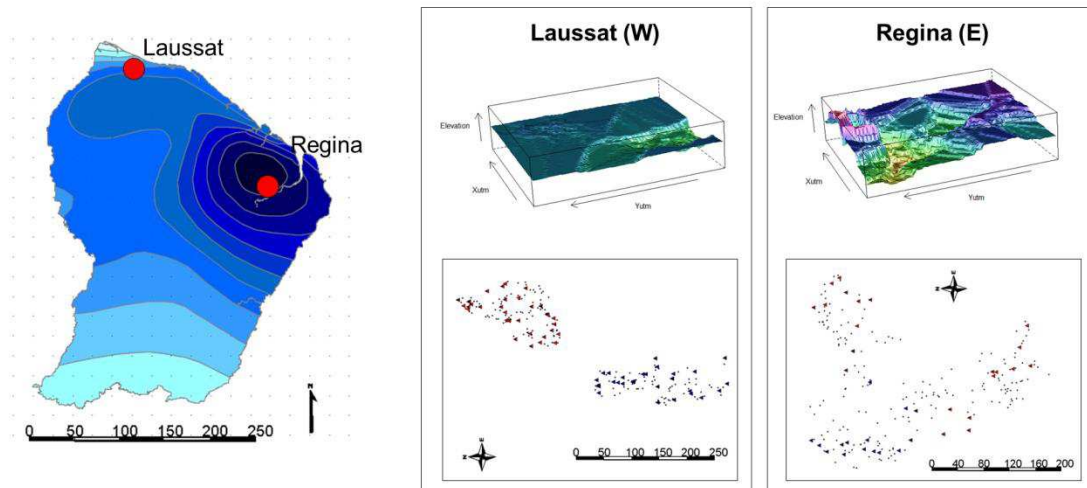 Laussat
Regina
N
0 50 100 150 200 250
Laussat (W)
Elevation
Xutm
Yutm
N
E
0 50 100 150 200 250
Regina (E)
Elevation
Xutm
Yutm
N
E
0 40 80 120 160 200